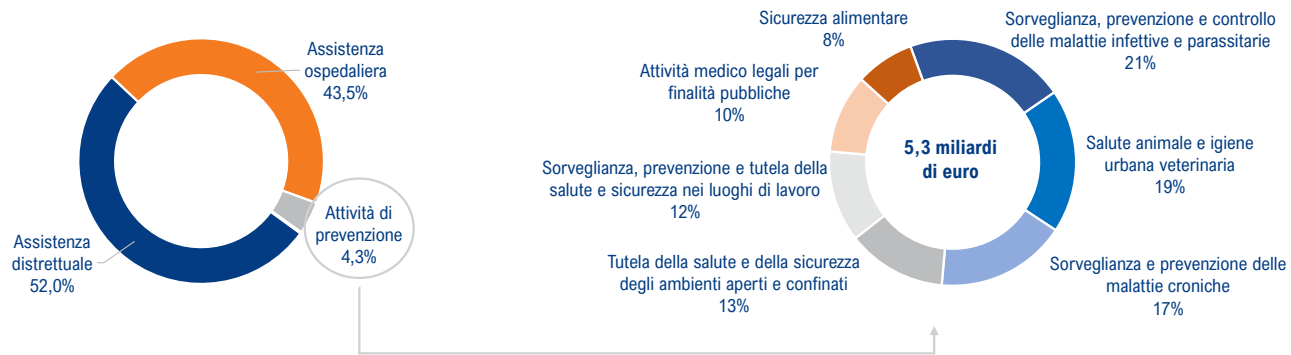 Assistenza
ospedaliera
43,5%
Attività di
prevenzione
4,3%
Assistenza
distrettuale
52,0%
Sicurezza alimentare
8%
Sorveglianza, prevenzione e controllo
delle malattie infettive e parassitarie
21%
Attività medico legali per
finalità pubbliche
10%
5,3 miliardi
di euro
Salute animale e igiene
urbana veterinaria
19%
Sorveglianza, prevenzione e tutela della
salute e sicurezza nei luoghi di lavoro
12%
Tutela della salute e della sicurezza
degli ambienti aperti e confinati
13%
Sorveglianza e prevenzione delle
malattie croniche
17%